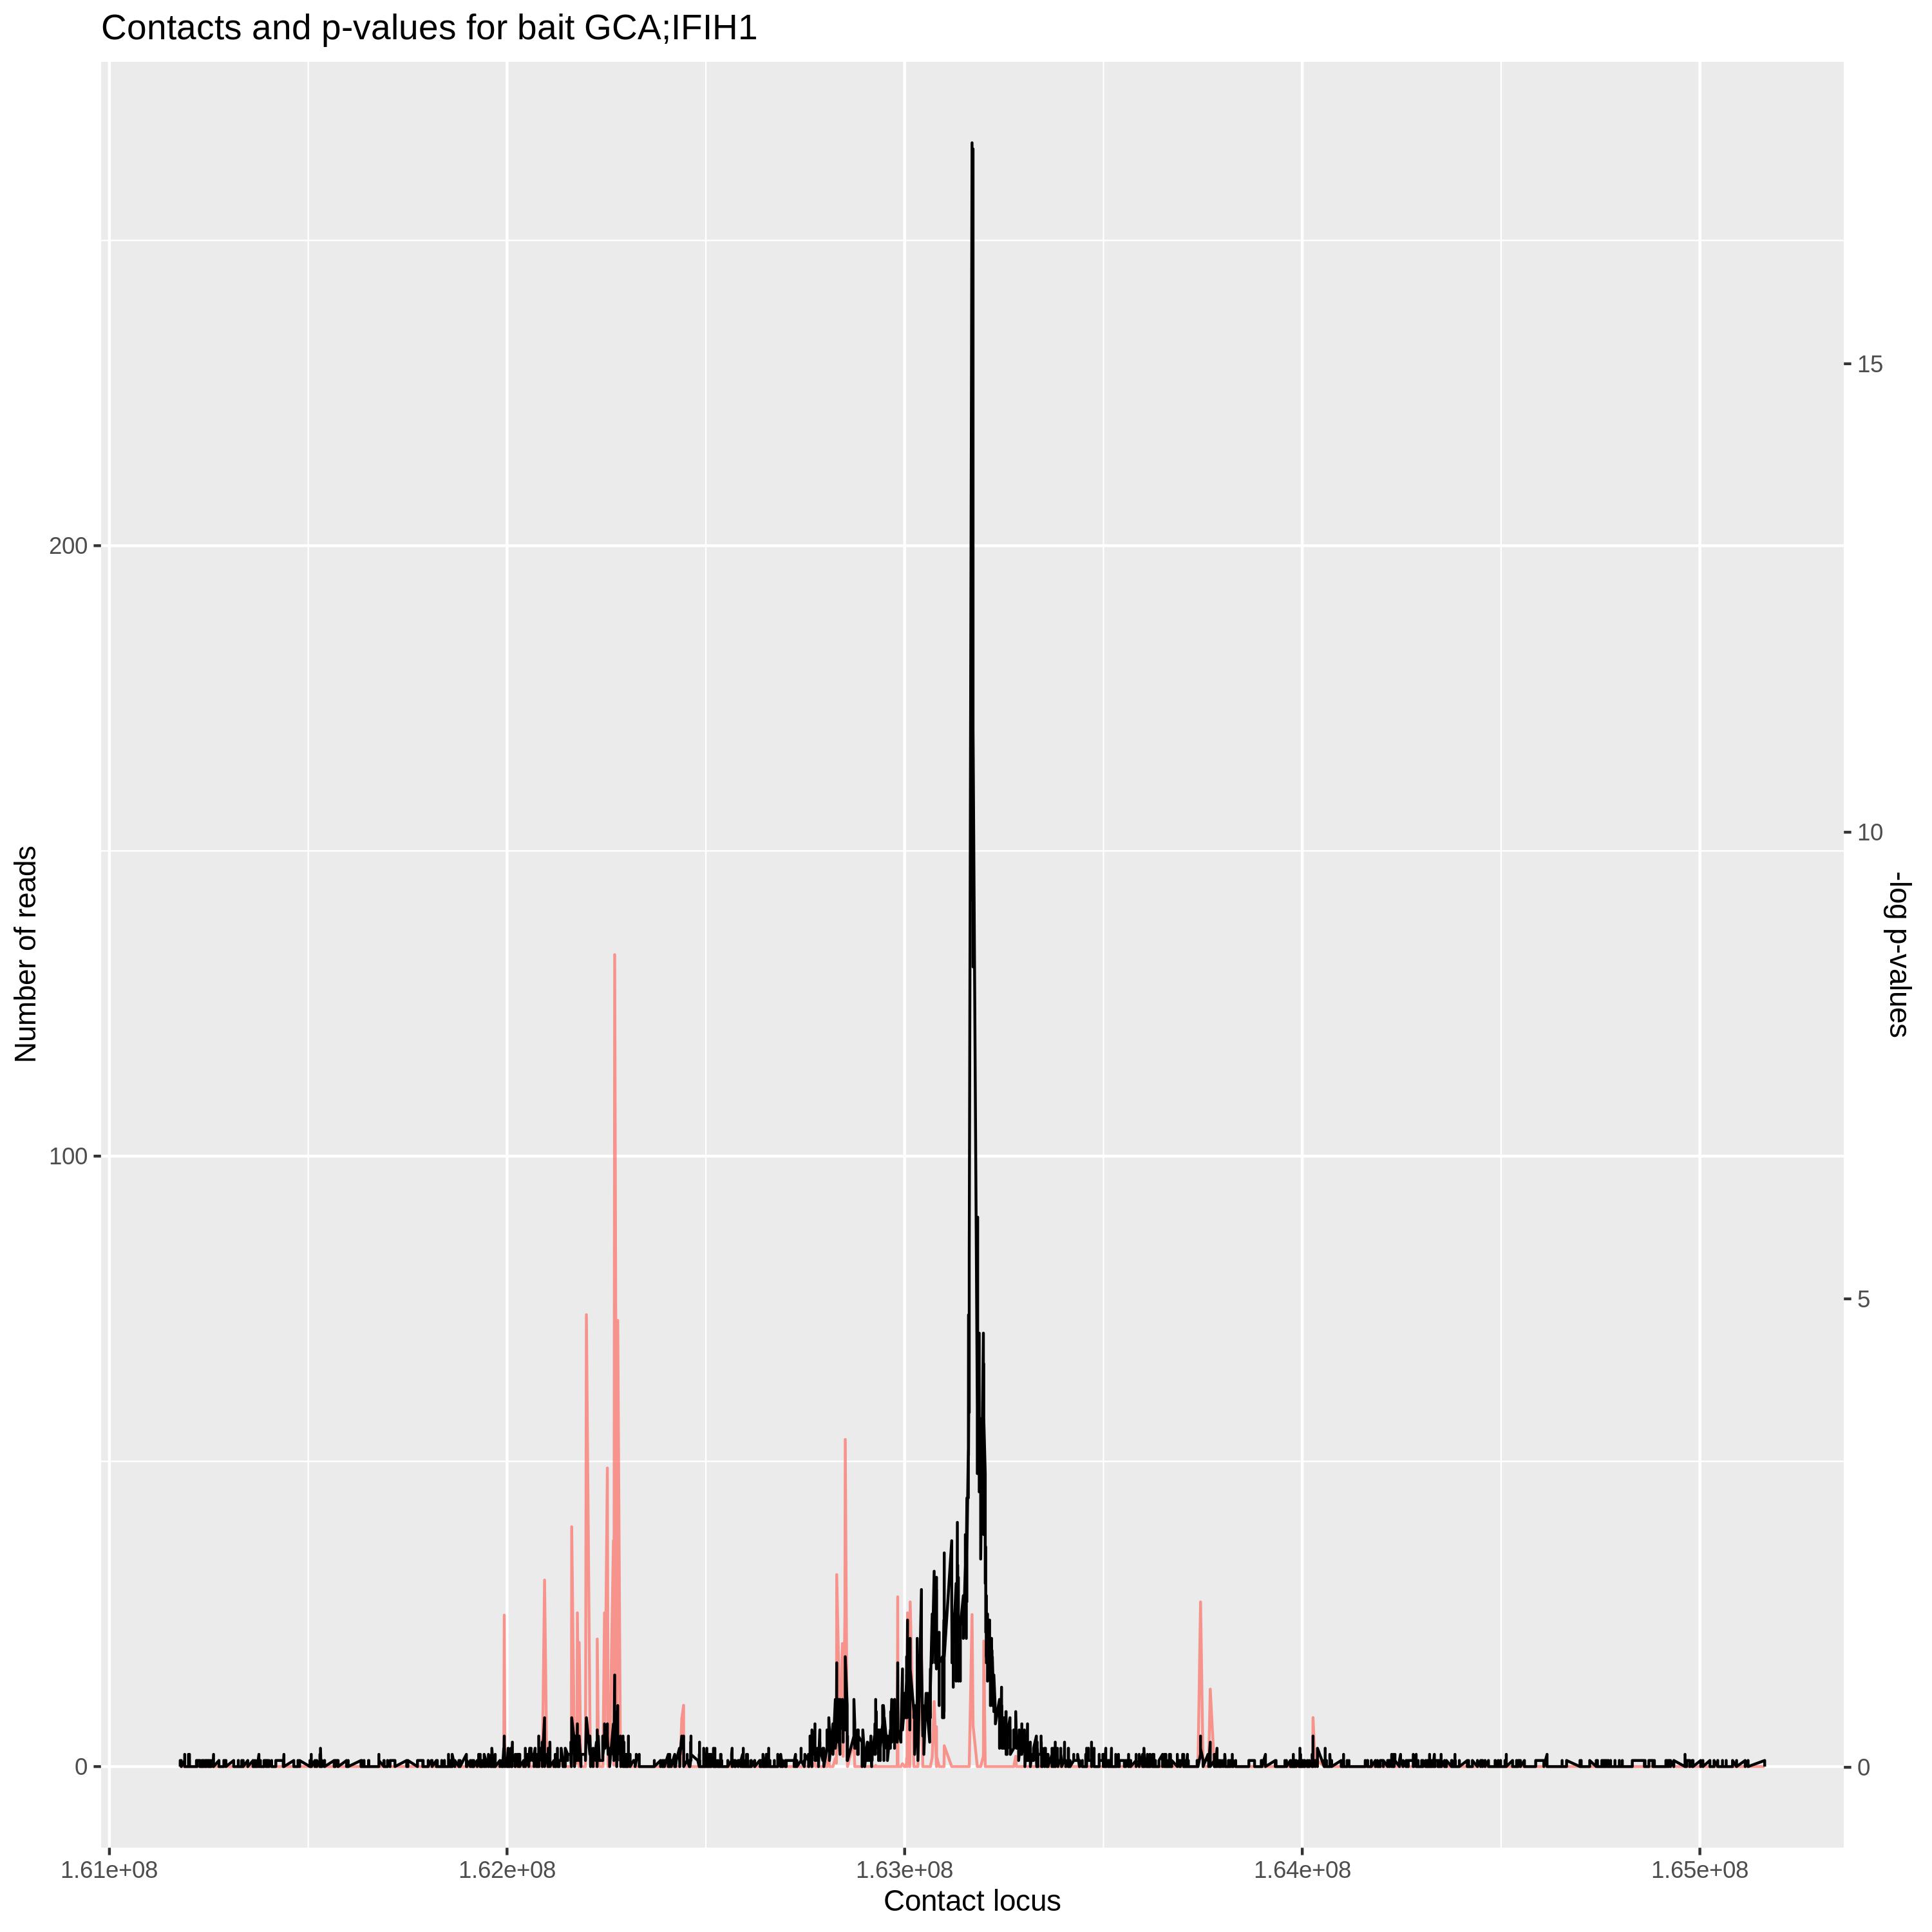 Contacts and p-values for bait GCA;IFIH1
Number of reads
200
100
0
15
10
5
0
-log p-values
1.61e+08
1.62e+08
1.63e+08
1.64e+08
1.65e+08
Contact locus